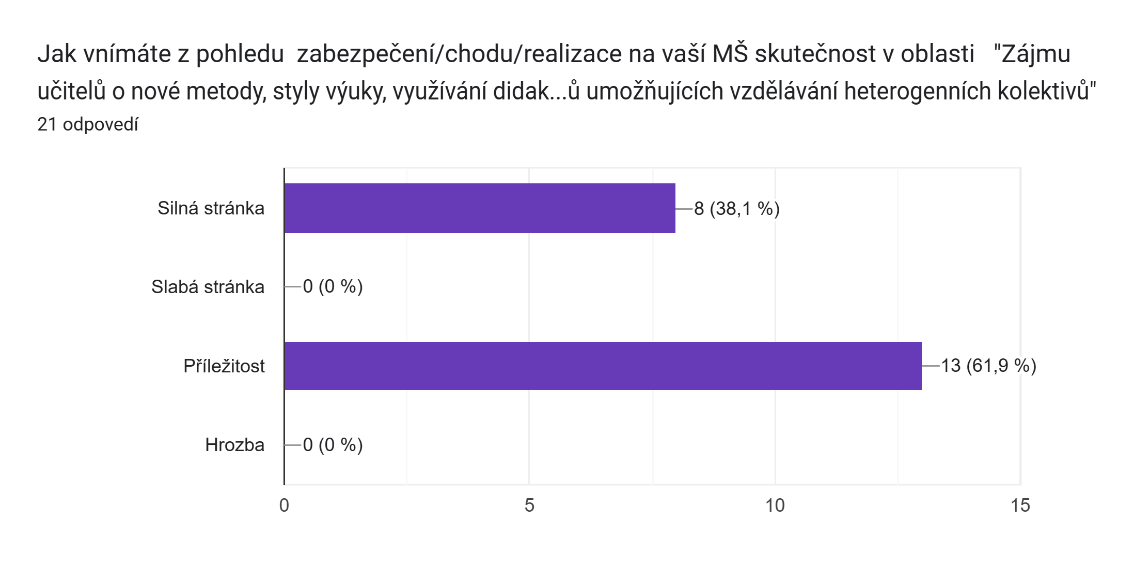 Jak vnímáte z pohledu  zabezpečení/chodu/realizace na vaší MŠ skutečnost v oblasti   "Zájmu
učitelů o nové metody, styly výuky, využívání didak...ů umožňujících vzdělávání heterogenních kolektivů"
21 odpovedí
Silná stránka 8 (38,1 %)
Slabá stránka 0 (0 %)
Příležitost 13 (61,9 %)
Hrozba 0 (0 %)
0 5 10 15